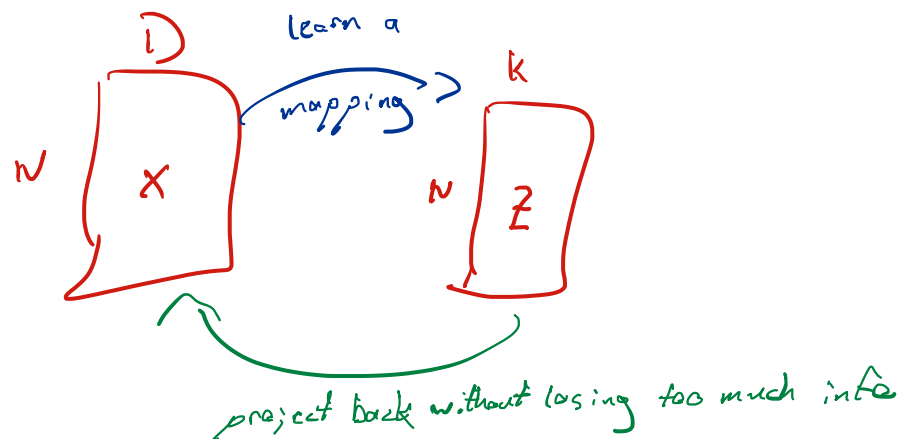 D
learn a
mapping
K
N
X
N
Z
project back without losing too much info